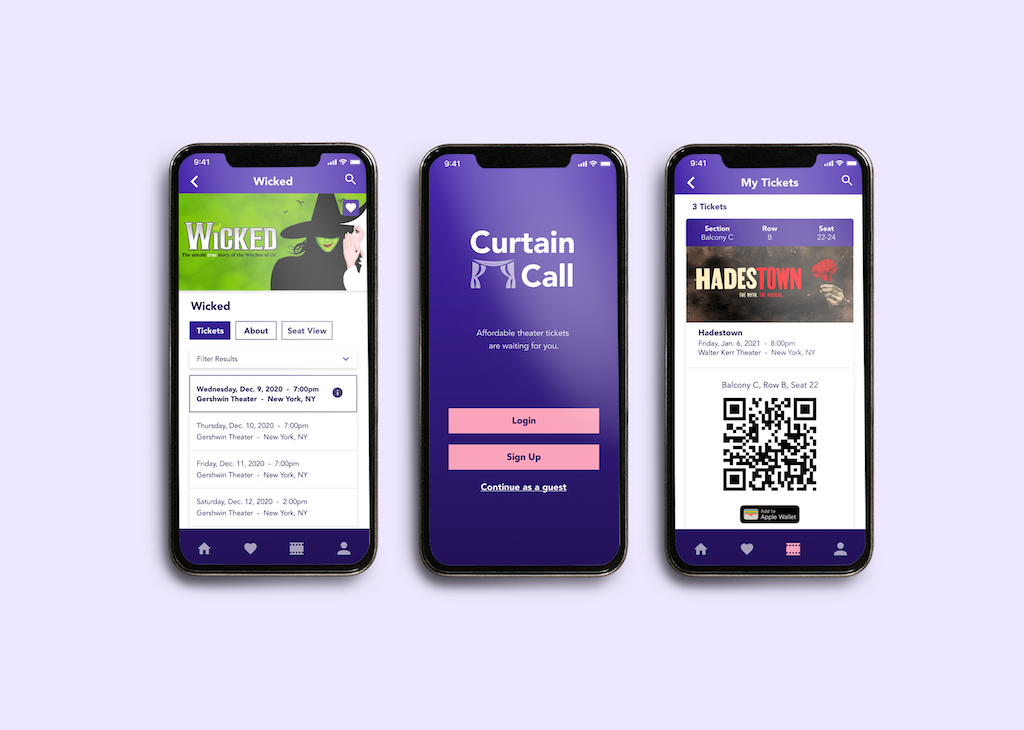 9:41
Wicked
WICKED
The untold true story of the Witches of Oz
Wicked
Tickets
About
Seat View
Filter Results
Wednesday, Dec. 9, 2020 - 7:00pm
Gershwin Theater - New York, NY
Thursday, Dec. 10, 2020 - 7:00pm
Gershwin Theater - New York, NY
Friday, Dec. 11, 2020 - 7:00pm
Gershwin Theater - New York, NY
Saturday, Dec. 12, 2020 - 2:00pm
Gershwin Theater - New York, NY
9:41
Curtain
Call
Affordable theater tickets
are waiting for you.
Login
Sign Up
Continue as a guest
9:41
My Tickets
3 Tickets
Section Row Seat
Balcony C B 22-24
HADESTOWN
THE MYTH. THE MUSICAL.
Hadestown
Friday, Jan. 6, 2021 - 8:00pm
Walter Kerr Theater - New York, NY
Balcony C, Row B, Seat 22
Add to
Apple Wallet